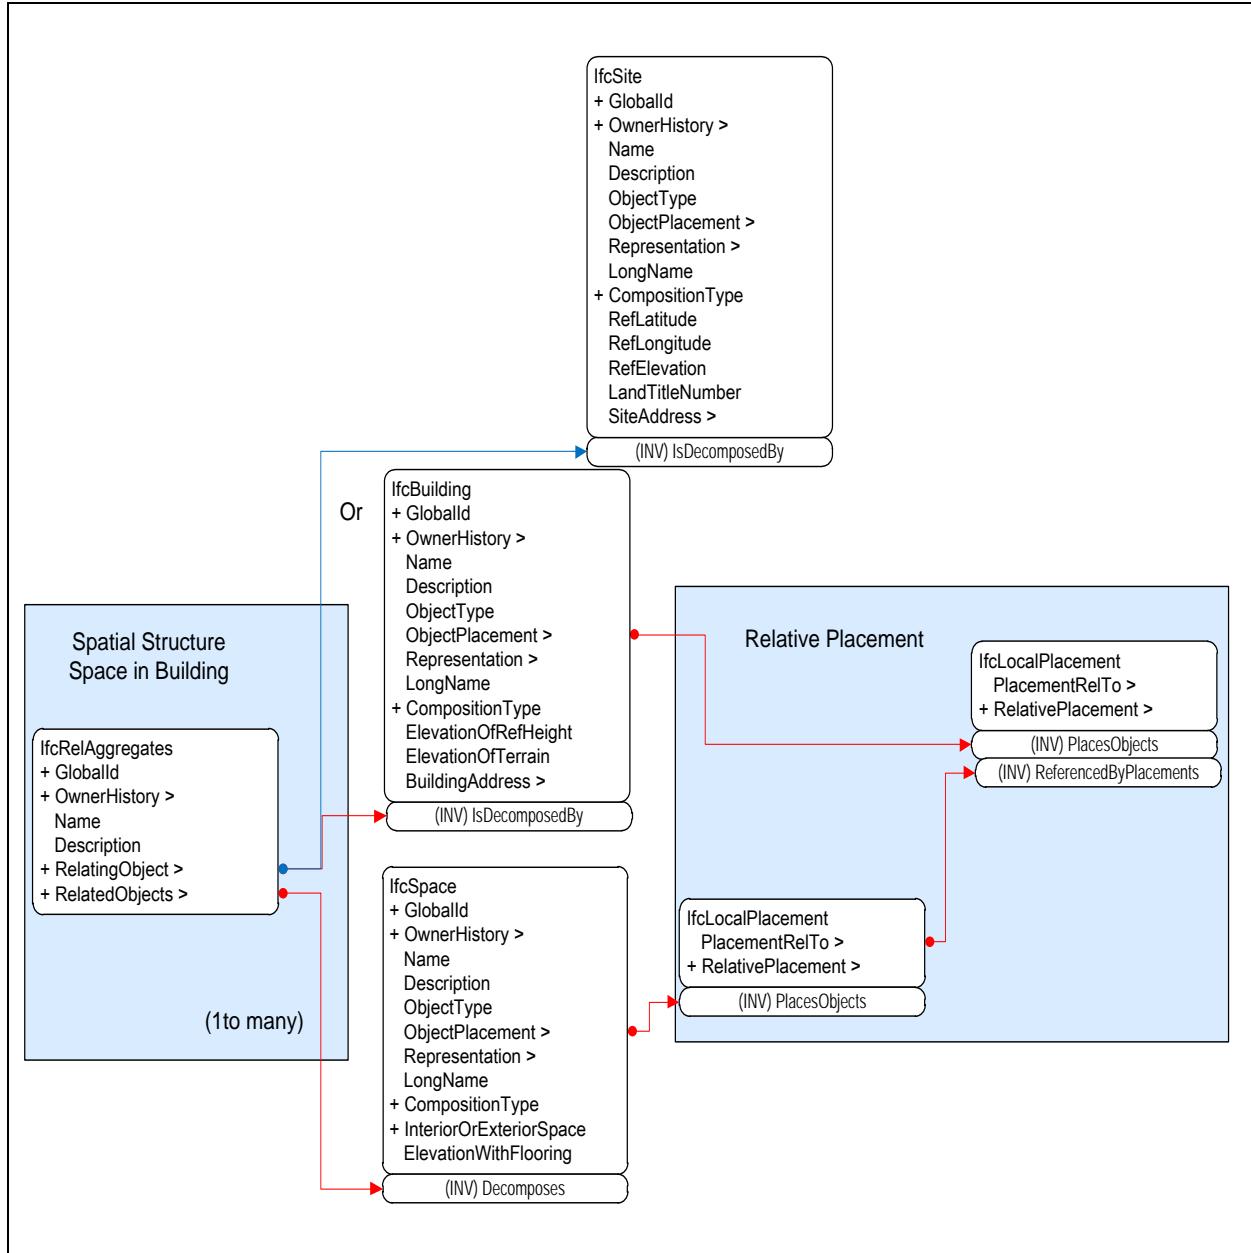 IfcSite
+ GlobalId
+ OwnerHistory >
Name
Description
ObjectType
ObjectPlacement >
Representation >
LongName
+ CompositionType
RefLatitude
RefLongitude
RefElevation
LandTitleNumber
SiteAddress >
(INV) IsDecomposedBy
Or
IfcBuilding
+ GlobalId
+ OwnerHistory >
Name
Description
ObjectType
ObjectPlacement >
Representation >
LongName
+ CompositionType
ElevationOfRefHeight
ElevationOfTerrain
BuildingAddress >
(INV) IsDecomposedBy
Spatial Structure
Space in Building
IfcRelAggregates
+ GlobalId
+ OwnerHistory >
Name
Description
+ RelatingObject >
+ RelatedObjects >
(1to many)
Relative Placement
IfcLocalPlacement
PlacementRelTo >
+ RelativePlacement >
(INV) PlacesObjects
(INV) ReferencedByPlacements
IfcSpace
+ GlobalId
+ OwnerHistory >
Name
Description
ObjectType
ObjectPlacement >
Representation >
LongName
+ CompositionType
+ InteriorOrExteriorSpace
ElevationWithFlooring
(INV) Decomposes
IfcLocalPlacement
PlacementRelTo >
+ RelativePlacement >
(INV) PlacesObjects